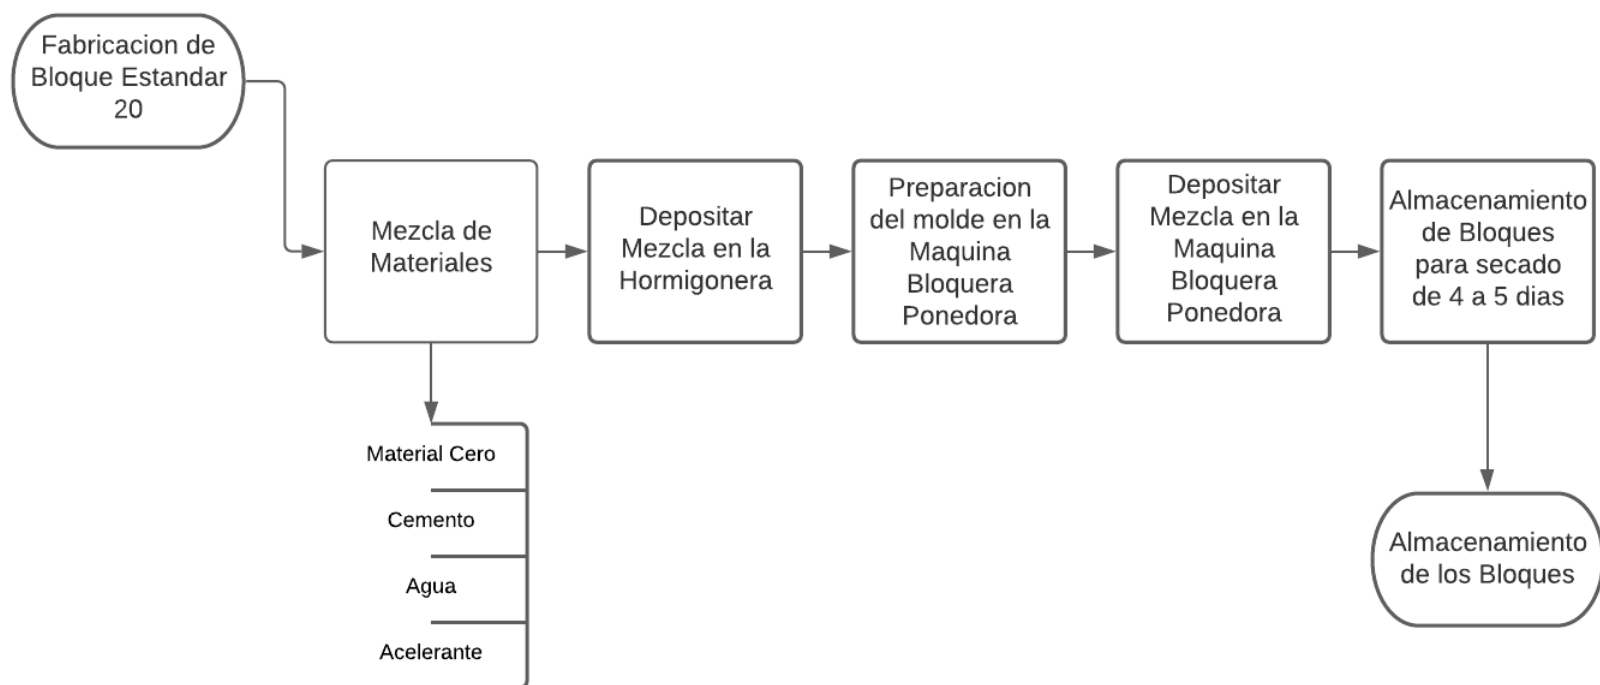 Fabricacion de
Bloque Estandar
20
Mezcla de
Materiales
Depositar
Mezcla en la
Hormigonera
Preparacion
del molde en la
Maquina
Bloquera
Ponedora
Depositar
Mezcla en la
Maquina
Bloquera
Ponedora
Almacenamiento
de Bloques
para secado
de 4 a 5 dias
Material Cero
Cemento
Agua
Acelerante
Almacenamiento
de los Bloques